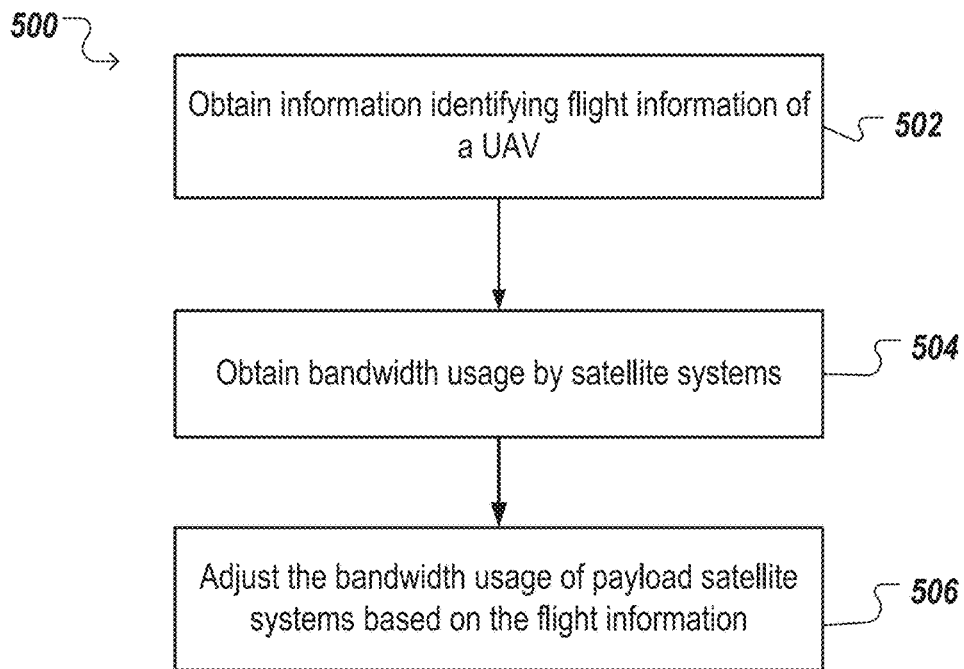 500
Obtain information identifying flight information of
a UAV
502
Obtain bandwidth usage by satellite systems
504
Adjust the bandwidth usage of payload satellite
systems based on the flight information
506